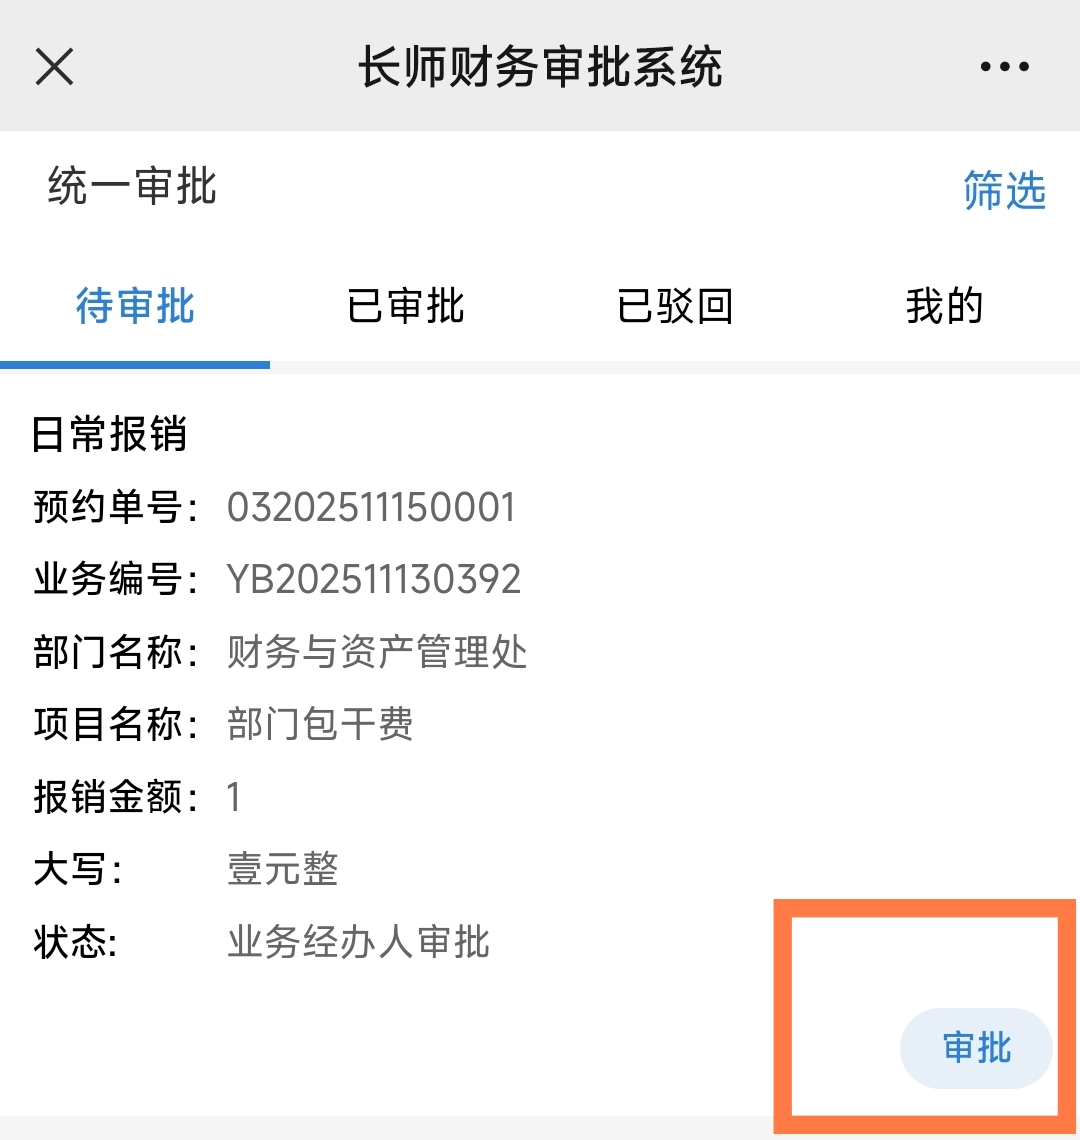 长师财务审批系统
统一审批 筛选
待审批 已审批 已驳回 我的
日常报销
预约单号：03202511150001
业务编号：YB202511130392
部门名称：财务与资产管理处
项目名称：部门包干费
报销金额：1
大写：壹元整
状态：业务经办人审批
审批